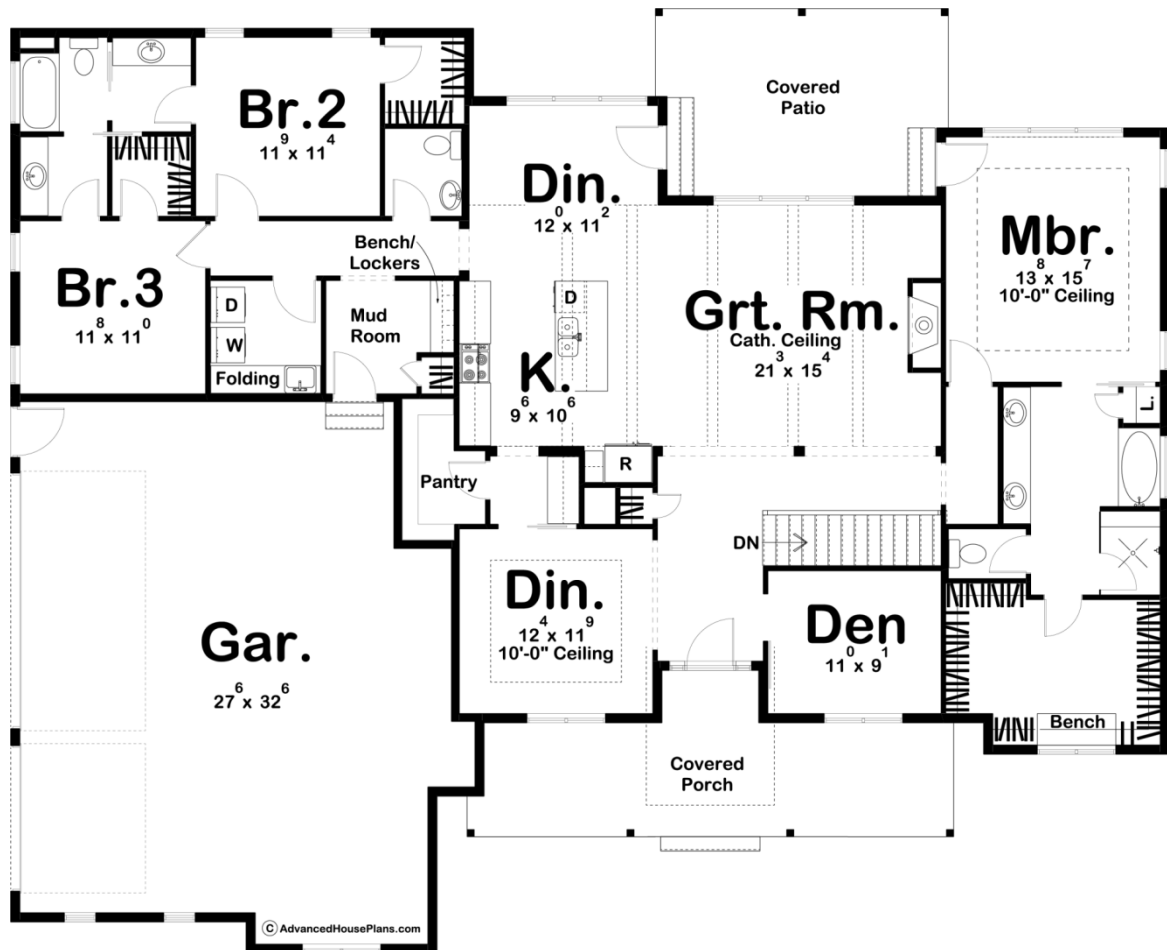 Covered
Patio
Br.2
11⁹ x 11⁴
Din.
12⁰ x 11²
Mbr.
13⁸ x 15⁷
10'-0" Ceiling
Bench/
Lockers
Br.3
11⁸ x 11⁰
D
W
Folding
Mud
Room
D
K.
9⁶ x 10⁶
Grt. Rm.
Cath. Ceiling
21³ x 15⁴
L.
R
Pantry
DN
Din.
12⁴ x 11⁹
10'-0" Ceiling
Den
11⁰ x 9¹
Gar.
27⁶ x 32⁶
Bench
Covered
Porch
© AdvancedHousePlans.com